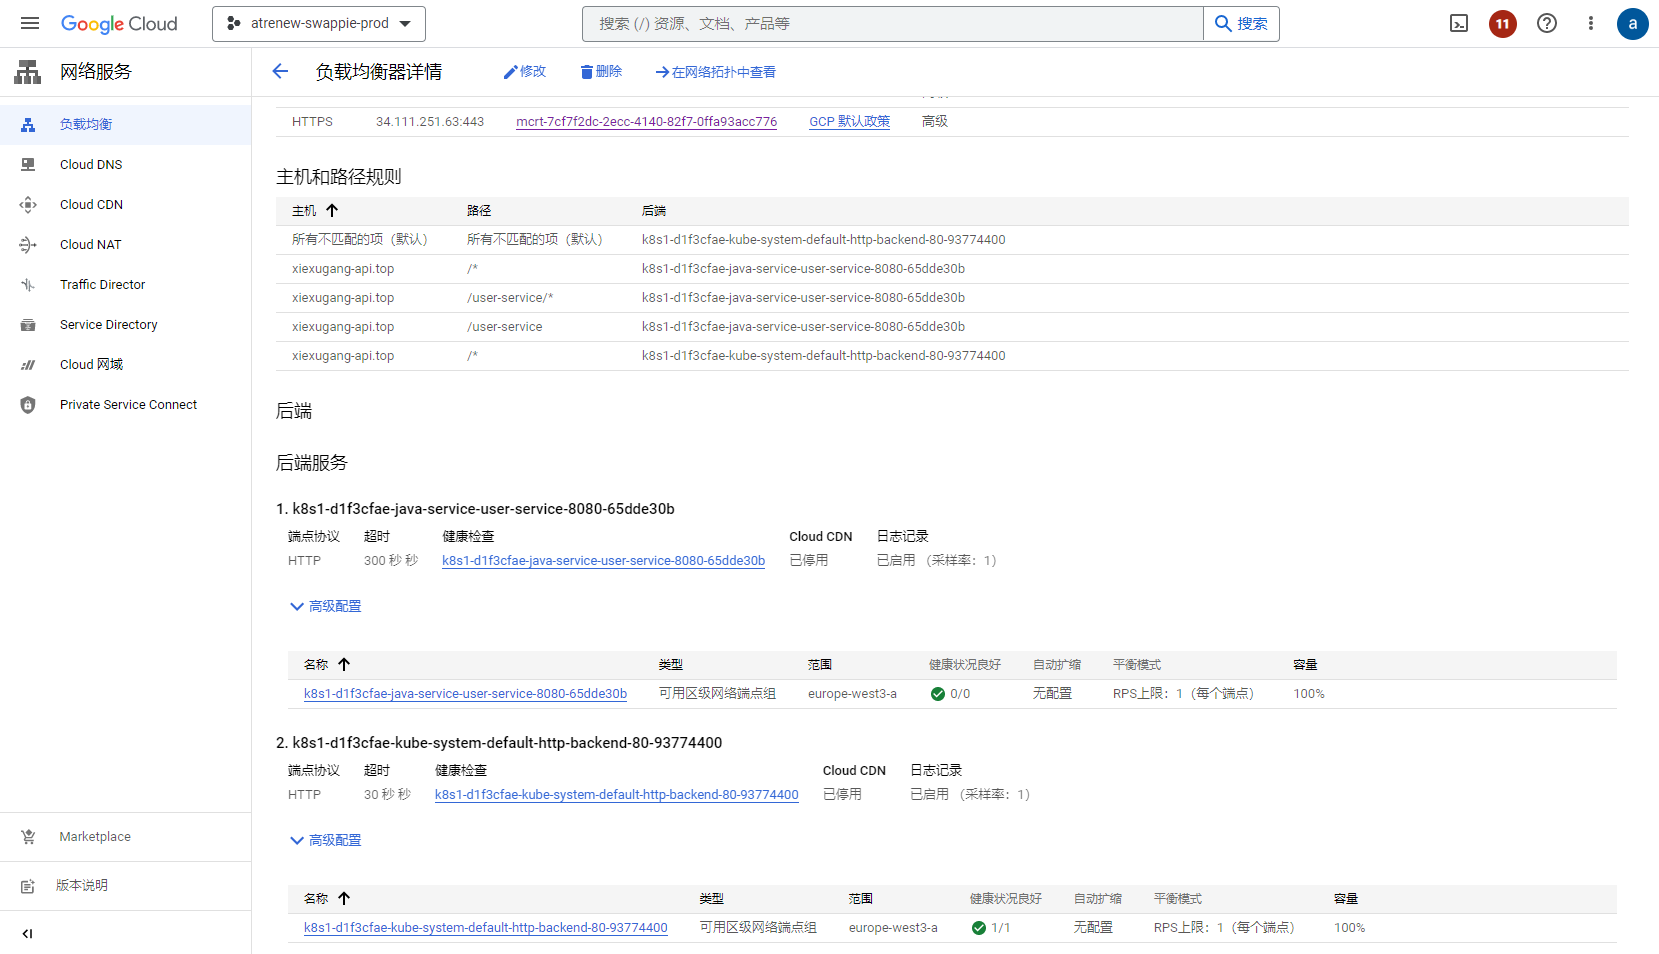 Google Cloud
atrenew-swappie-prod
搜索 (/) 资源、文档、产品等
搜索
11
a
网络服务
负载均衡器详情
修改
删除
在网络拓扑中查看
负载均衡
Cloud DNS
Cloud CDN
Cloud NAT
Traffic Director
Service Directory
Cloud 网域
Private Service Connect
Marketplace
版本说明
HTTPS 34.111.251.63:443 mcrt-7cf7f2dc-2ecc-4140-82f7-0ffa93acc776 GCP 默认政策 高级
主机和路径规则
主机 路径 后端
所有不匹配的项（默认） 所有不匹配的项（默认） k8s1-d1f3cfae-kube-system-default-http-backend-80-93774400
xiexugang-api.top /* k8s1-d1f3cfae-java-service-user-service-8080-65dde30b
xiexugang-api.top /user-service/* k8s1-d1f3cfae-java-service-user-service-8080-65dde30b
xiexugang-api.top /user-service k8s1-d1f3cfae-java-service-user-service-8080-65dde30b
xiexugang-api.top /* k8s1-d1f3cfae-kube-system-default-http-backend-80-93774400
后端
后端服务
1. k8s1-d1f3cfae-java-service-user-service-8080-65dde30b
端点协议 超时 健康检查 Cloud CDN 日志记录
HTTP 300 秒 秒 k8s1-d1f3cfae-java-service-user-service-8080-65dde30b 已停用 已启用 （采样率：1）
高级配置
名称 类型 范围 健康状况良好 自动扩缩 平衡模式 容量
k8s1-d1f3cfae-java-service-user-service-8080-65dde30b 可用区级网络端点组 europe-west3-a 0/0 无配置 RPS上限：1（每个端点） 100%
2. k8s1-d1f3cfae-kube-system-default-http-backend-80-93774400
端点协议 超时 健康检查 Cloud CDN 日志记录
HTTP 30 秒 秒 k8s1-d1f3cfae-kube-system-default-http-backend-80-93774400 已停用 已启用 （采样率：1）
高级配置
名称 类型 范围 健康状况良好 自动扩缩 平衡模式 容量
k8s1-d1f3cfae-kube-system-default-http-backend-80-93774400 可用区级网络端点组 europe-west3-a 1/1 无配置 RPS上限：1（每个端点） 100%